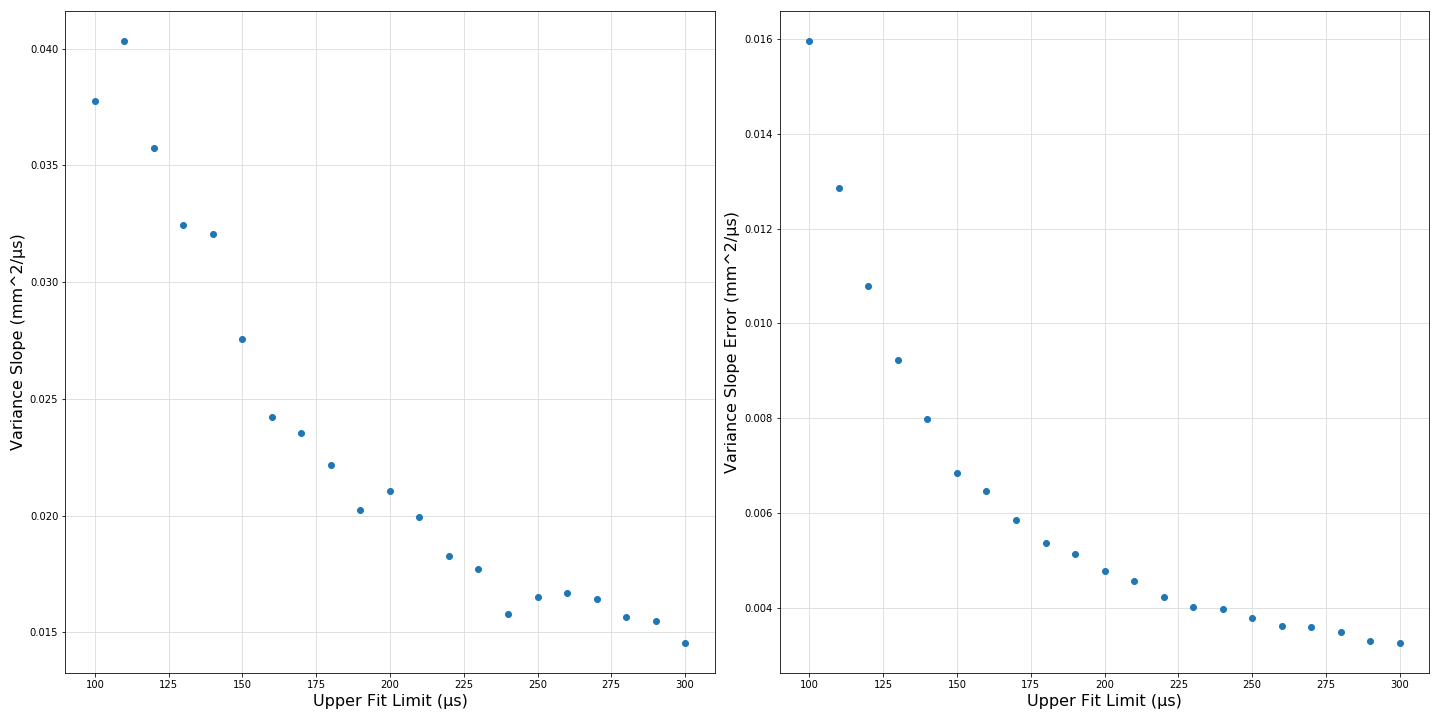 0.040
0.035
0.030
0.025
0.020
0.015
Variance Slope (mm^2/μs)
100 125 150 175 200 225 250 275 300
Upper Fit Limit (μs)
0.016
0.014
0.012
0.010
0.008
0.006
0.004
Variance Slope Error (mm^2/μs)
100 125 150 175 200 225 250 275 300
Upper Fit Limit (μs)